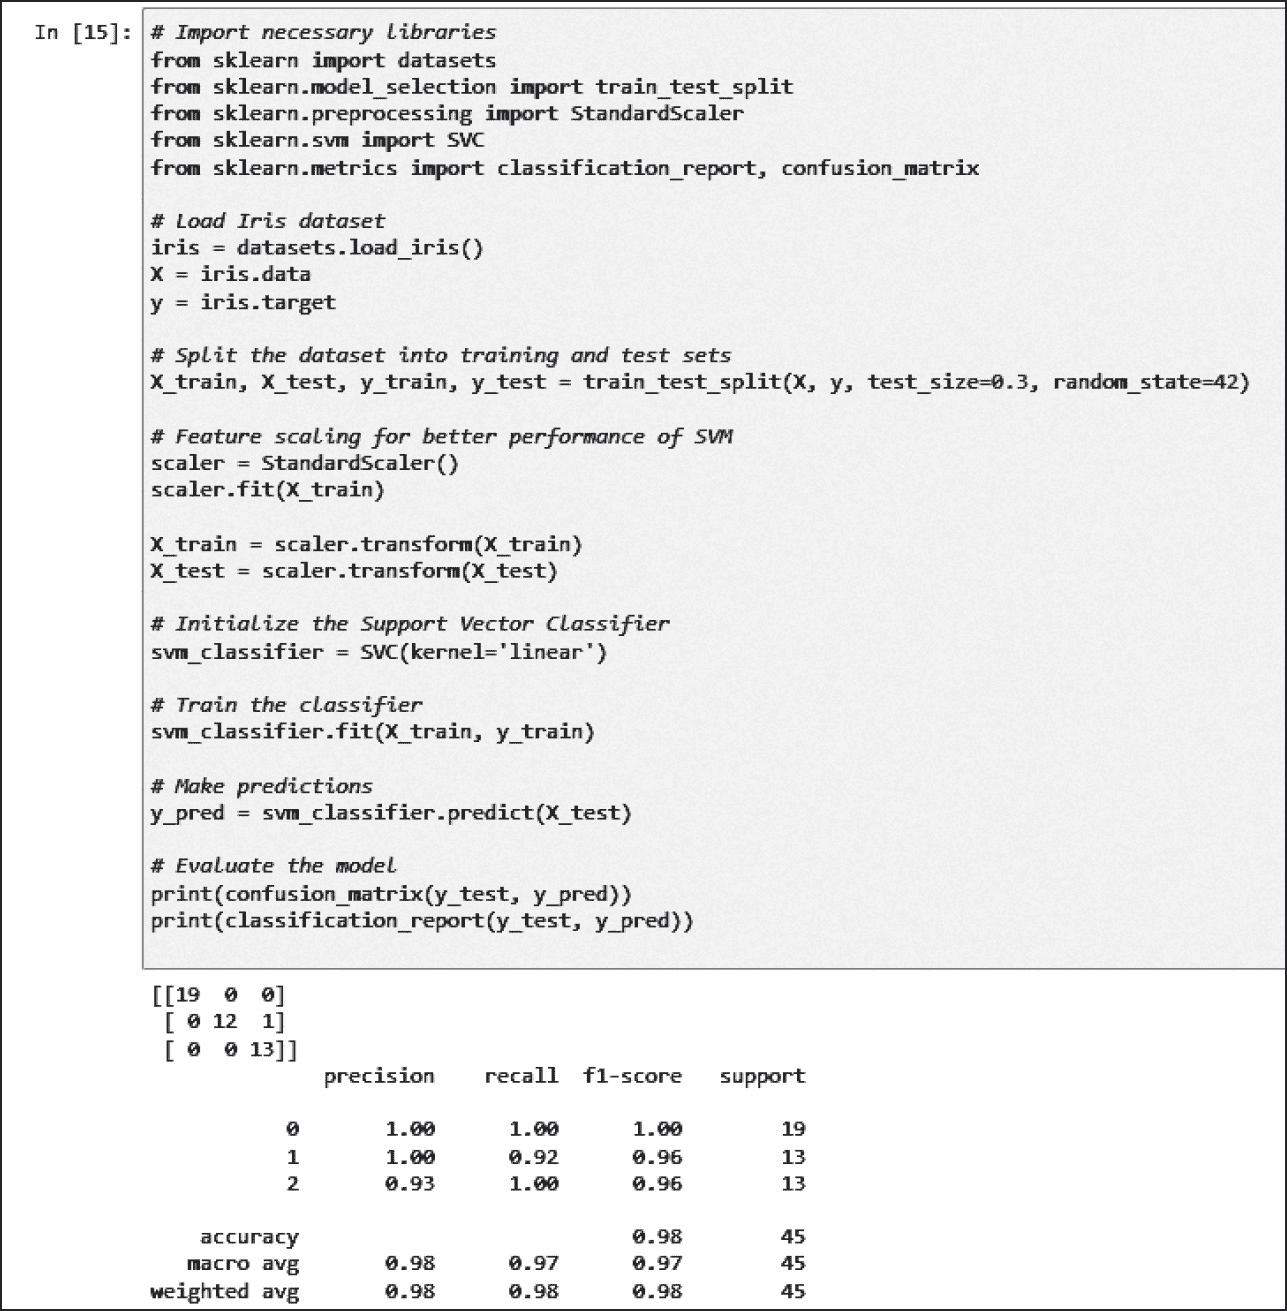 In [15]: # Import necessary libraries
from sklearn import datasets
from sklearn.model_selection import train_test_split
from sklearn.preprocessing import StandardScaler
from sklearn.svm import SVC
from sklearn.metrics import classification_report, confusion_matrix
# Load Iris dataset
iris = datasets.load_iris()
X = iris.data
y = iris.target
# Split the dataset into training and test sets
X_train, X_test, y_train, y_test = train_test_split(X, y, test_size=0.3, random_state=42)
# Feature scaling for better performance of SVM
scaler = StandardScaler()
scaler.fit(X_train)
X_train = scaler.transform(X_train)
X_test = scaler.transform(X_test)
# Initialize the Support Vector Classifier
svm_classifier = SVC(kernel='linear')
# Train the classifier
svm_classifier.fit(X_train, y_train)
# Make predictions
y_pred = svm_classifier.predict(X_test)
# Evaluate the model
print(confusion_matrix(y_test, y_pred))
print(classification_report(y_test, y_pred))
[[19 0 0]
[ 0 12 1]
[ 0 0 13]]
precision recall f1-score support
0 1.00 1.00 1.00 19
1 1.00 0.92 0.96 13
2 0.93 1.00 0.96 13
accuracy 0.98 45
macro avg 0.98 0.97 0.97 45
weighted avg 0.98 0.98 0.98 45